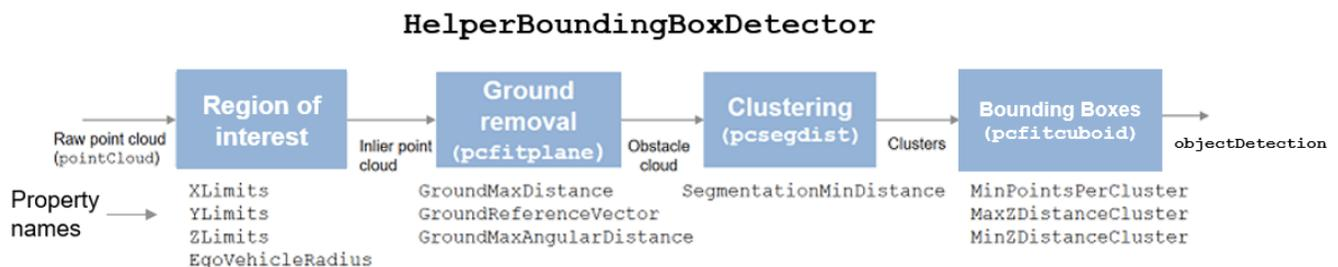 HelperBoundingBoxDetector
Region of
interest
Ground
removal
(pcfitplane)
Clustering
(pcsegdist)
Bounding Boxes
(pcfitcuboid)
Raw point cloud
(pointCloud)
Inlier point
cloud
Obstacle
cloud
Clusters
objectDetection
Property
names
XLimits
YLimits
ZLimits
EgoVehicleRadius
GroundMaxDistance
GroundReferenceVector
GroundMaxAngularDistance
SegmentationMinDistance
MinPointsPerCluster
MaxZDistanceCluster
MinZDistanceCluster